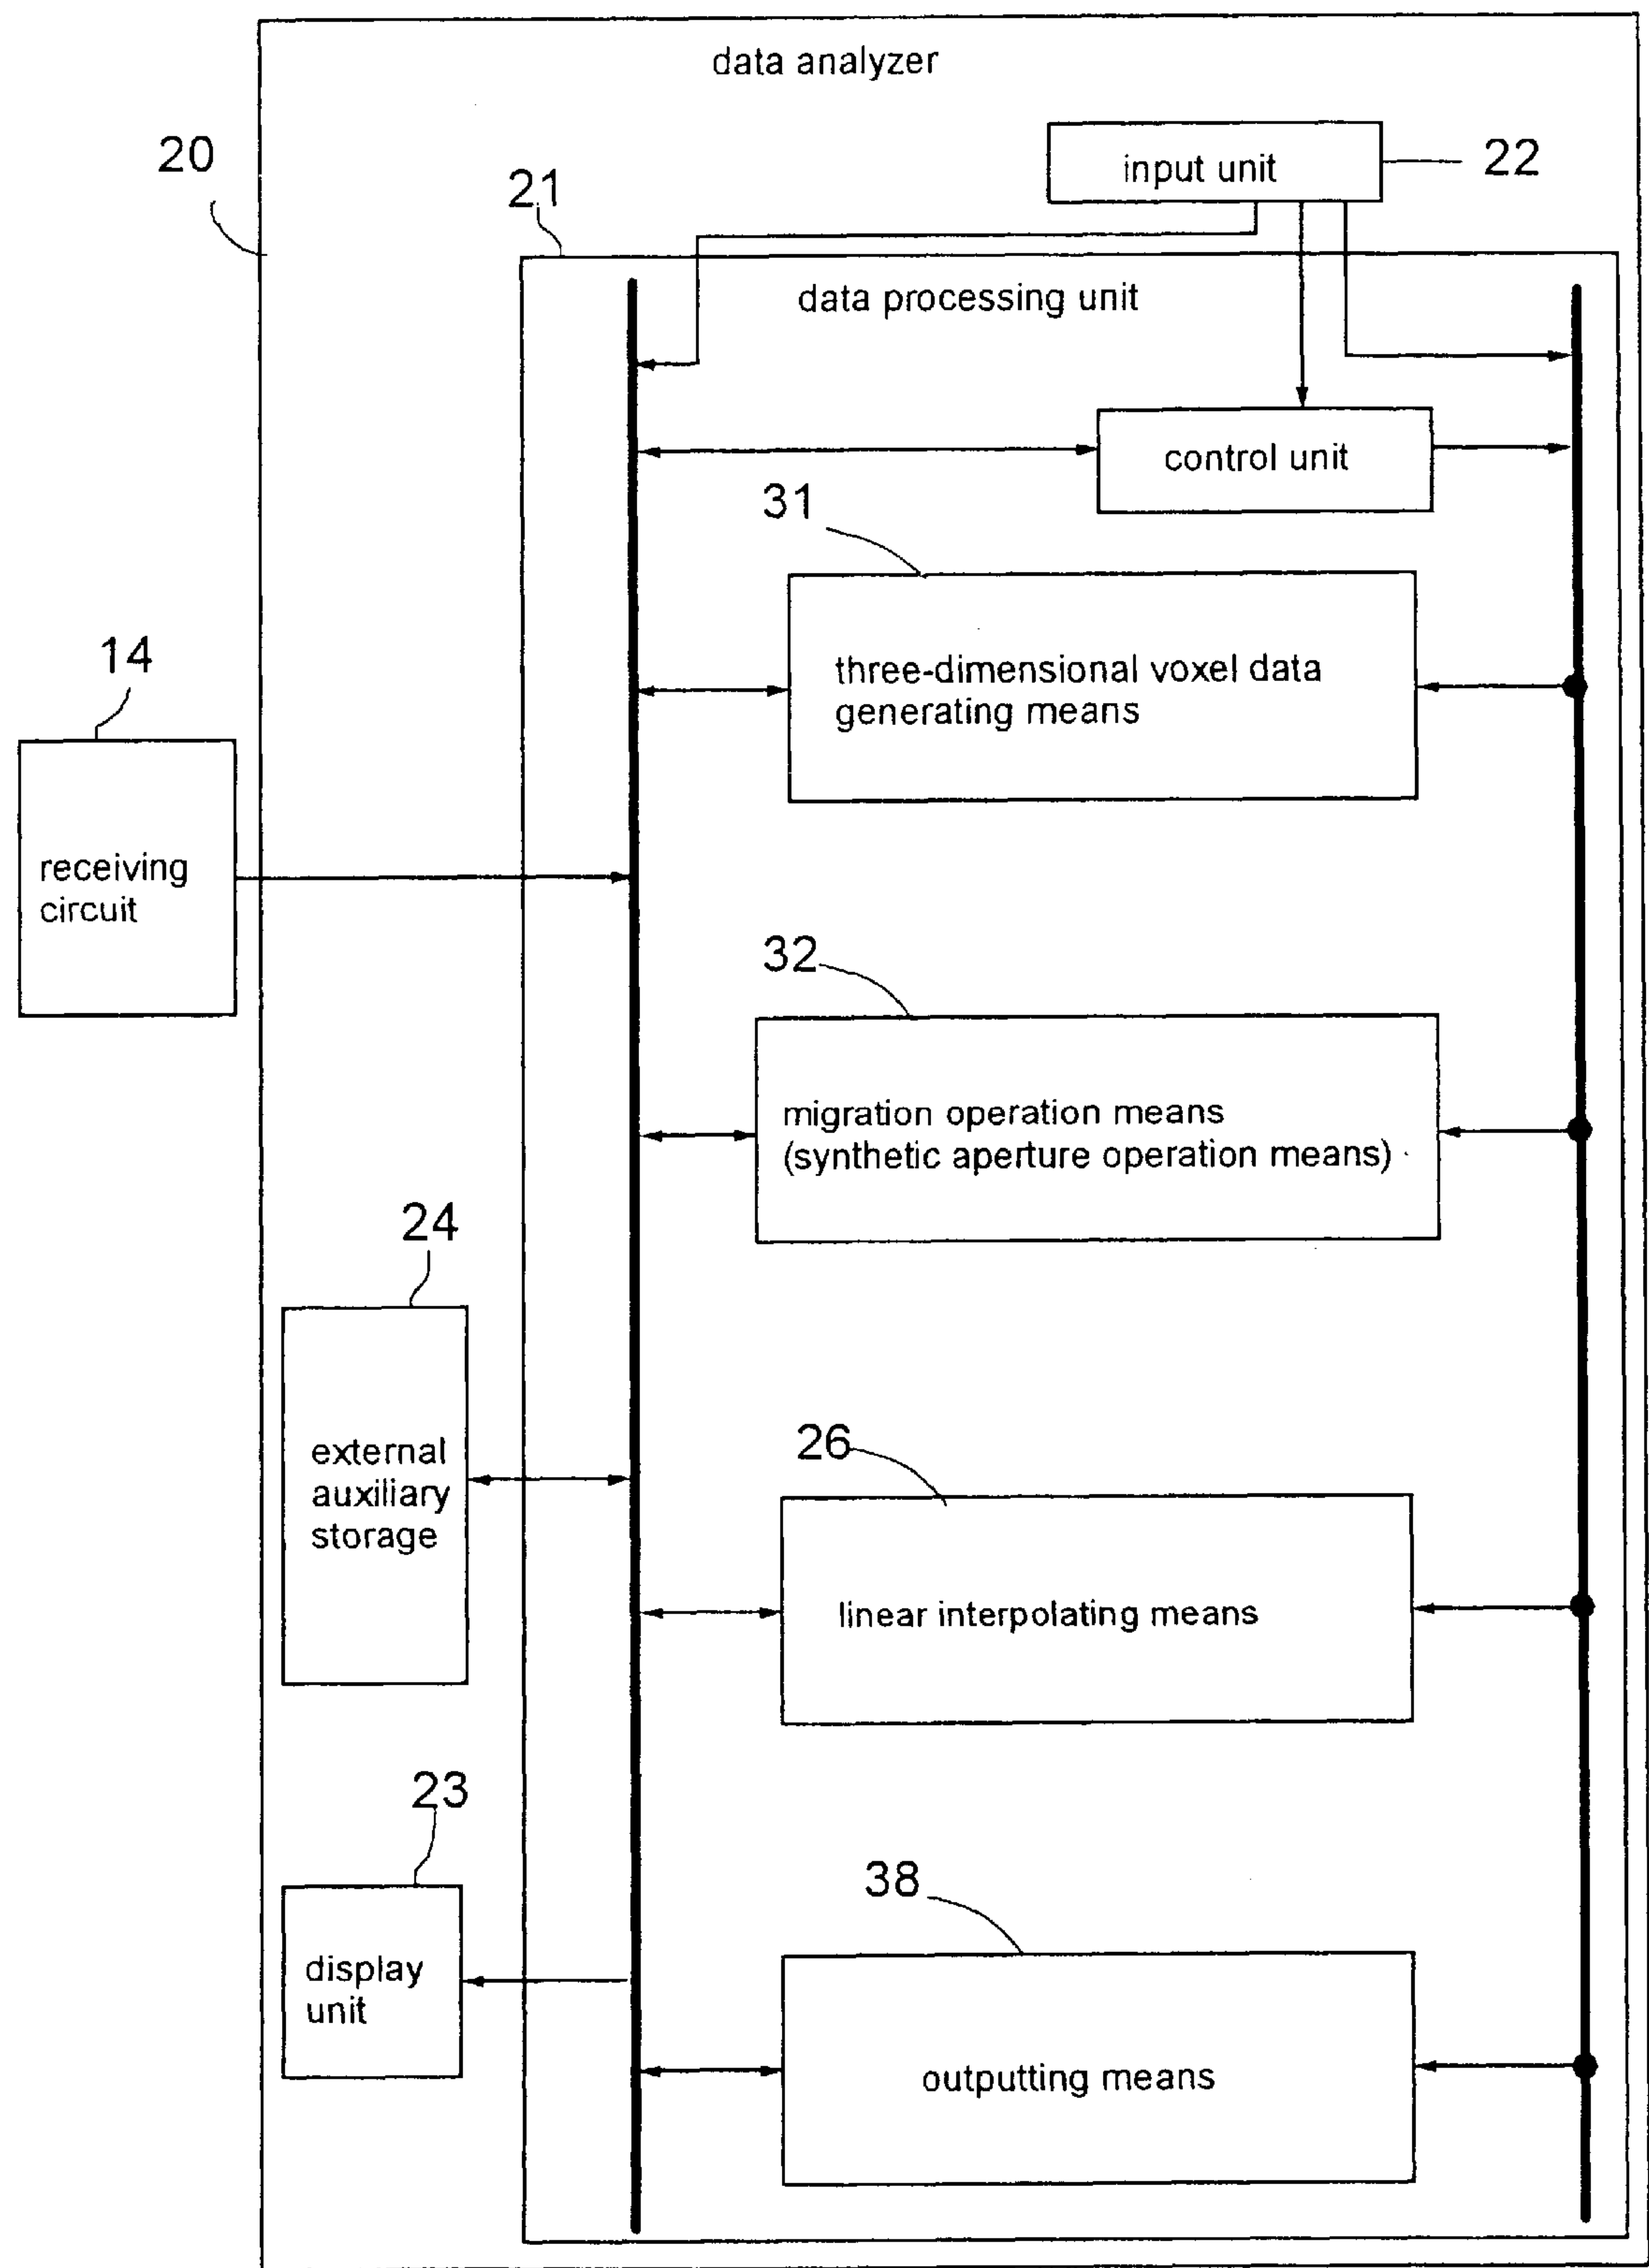 data analyzer
20
input unit
22
21
data processing unit
control unit
31
three-dimensional voxel data
generating means
14
receiving
circuit
32
migration operation means
(synthetic aperture operation means)
24
external
auxiliary
storage
26
linear interpolating means
23
display
unit
38
outputting means